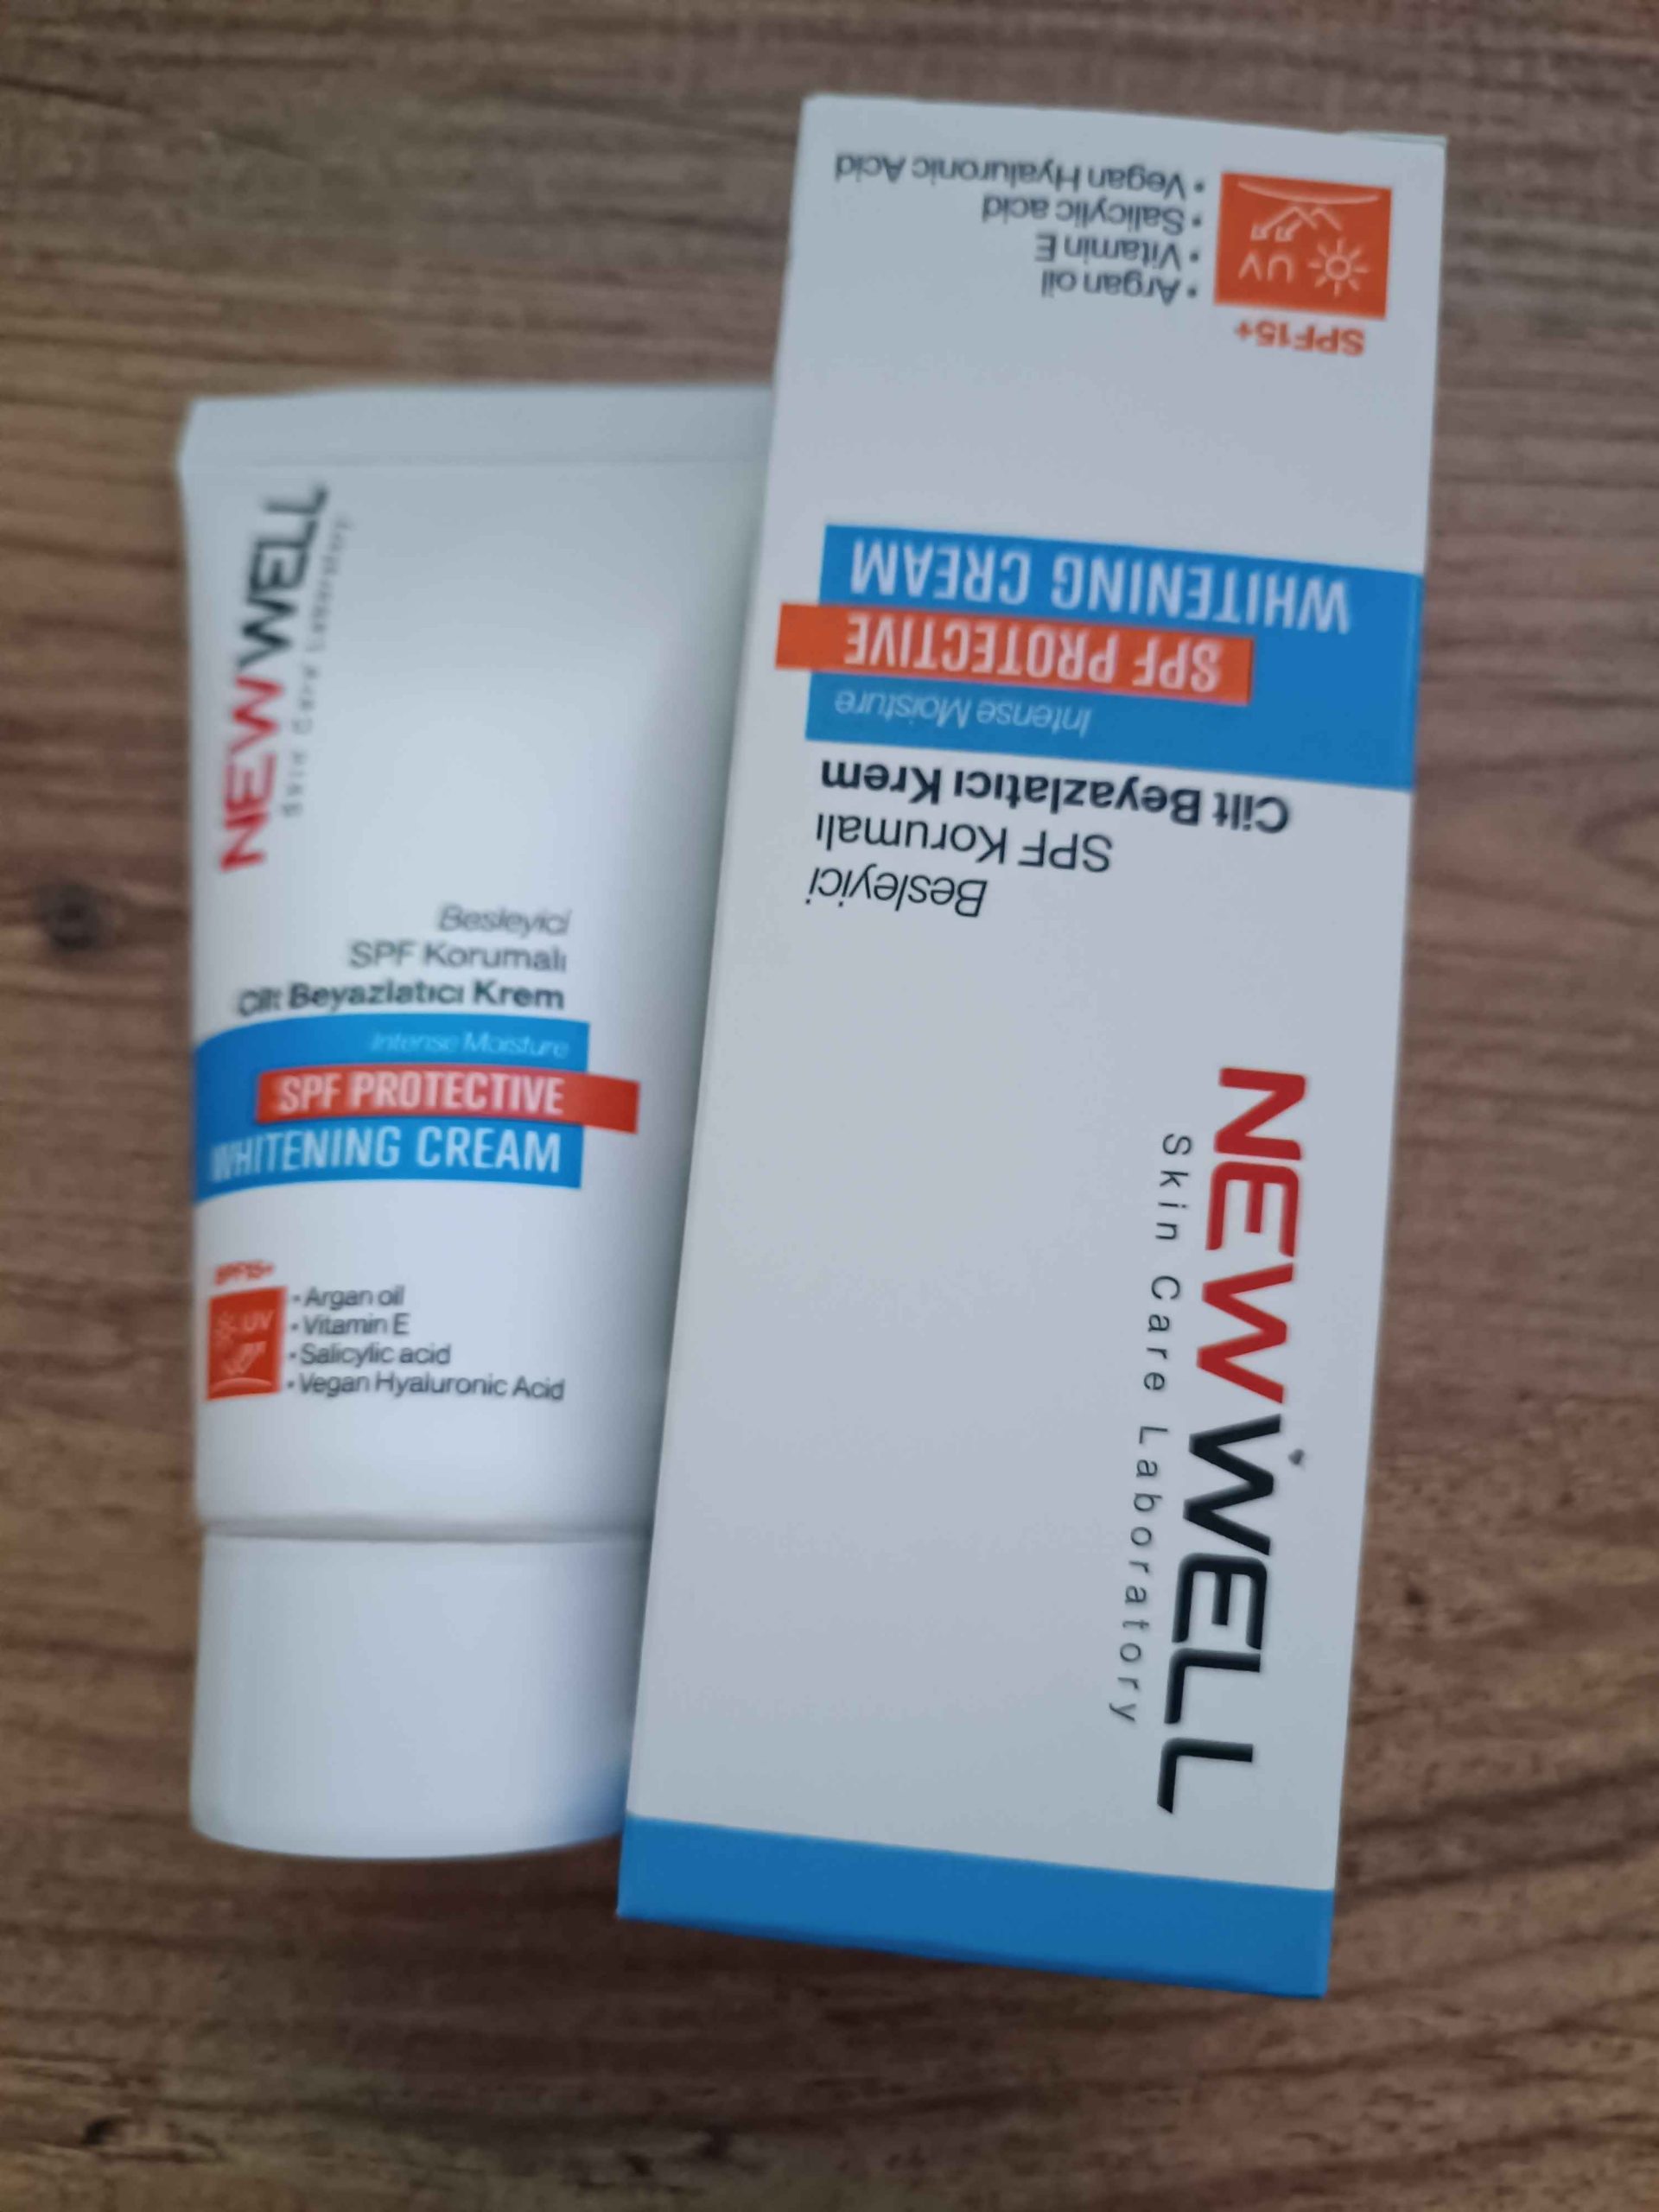 NEWWELL
Skin Care Laboratory
Besleyici
SPF Korumalı
Cilt Beyazlatıcı Krem
Intense Moisture
SPF PROTECTIVE
WHITENING CREAM
SPF15+
UV
• Argan oil
• Vitamin E
• Salicylic acid
• Vegan Hyaluronic Acid
NEWWELL
Skin Care Laboratory
Besleyici
SPF Korumalı
Cilt Beyazlatıcı Krem
Intense Moisture
SPF PROTECTIVE
WHITENING CREAM
SPF15+
UV
• Argan oil
• Vitamin E
• Salicylic acid
• Vegan Hyaluronic Acid